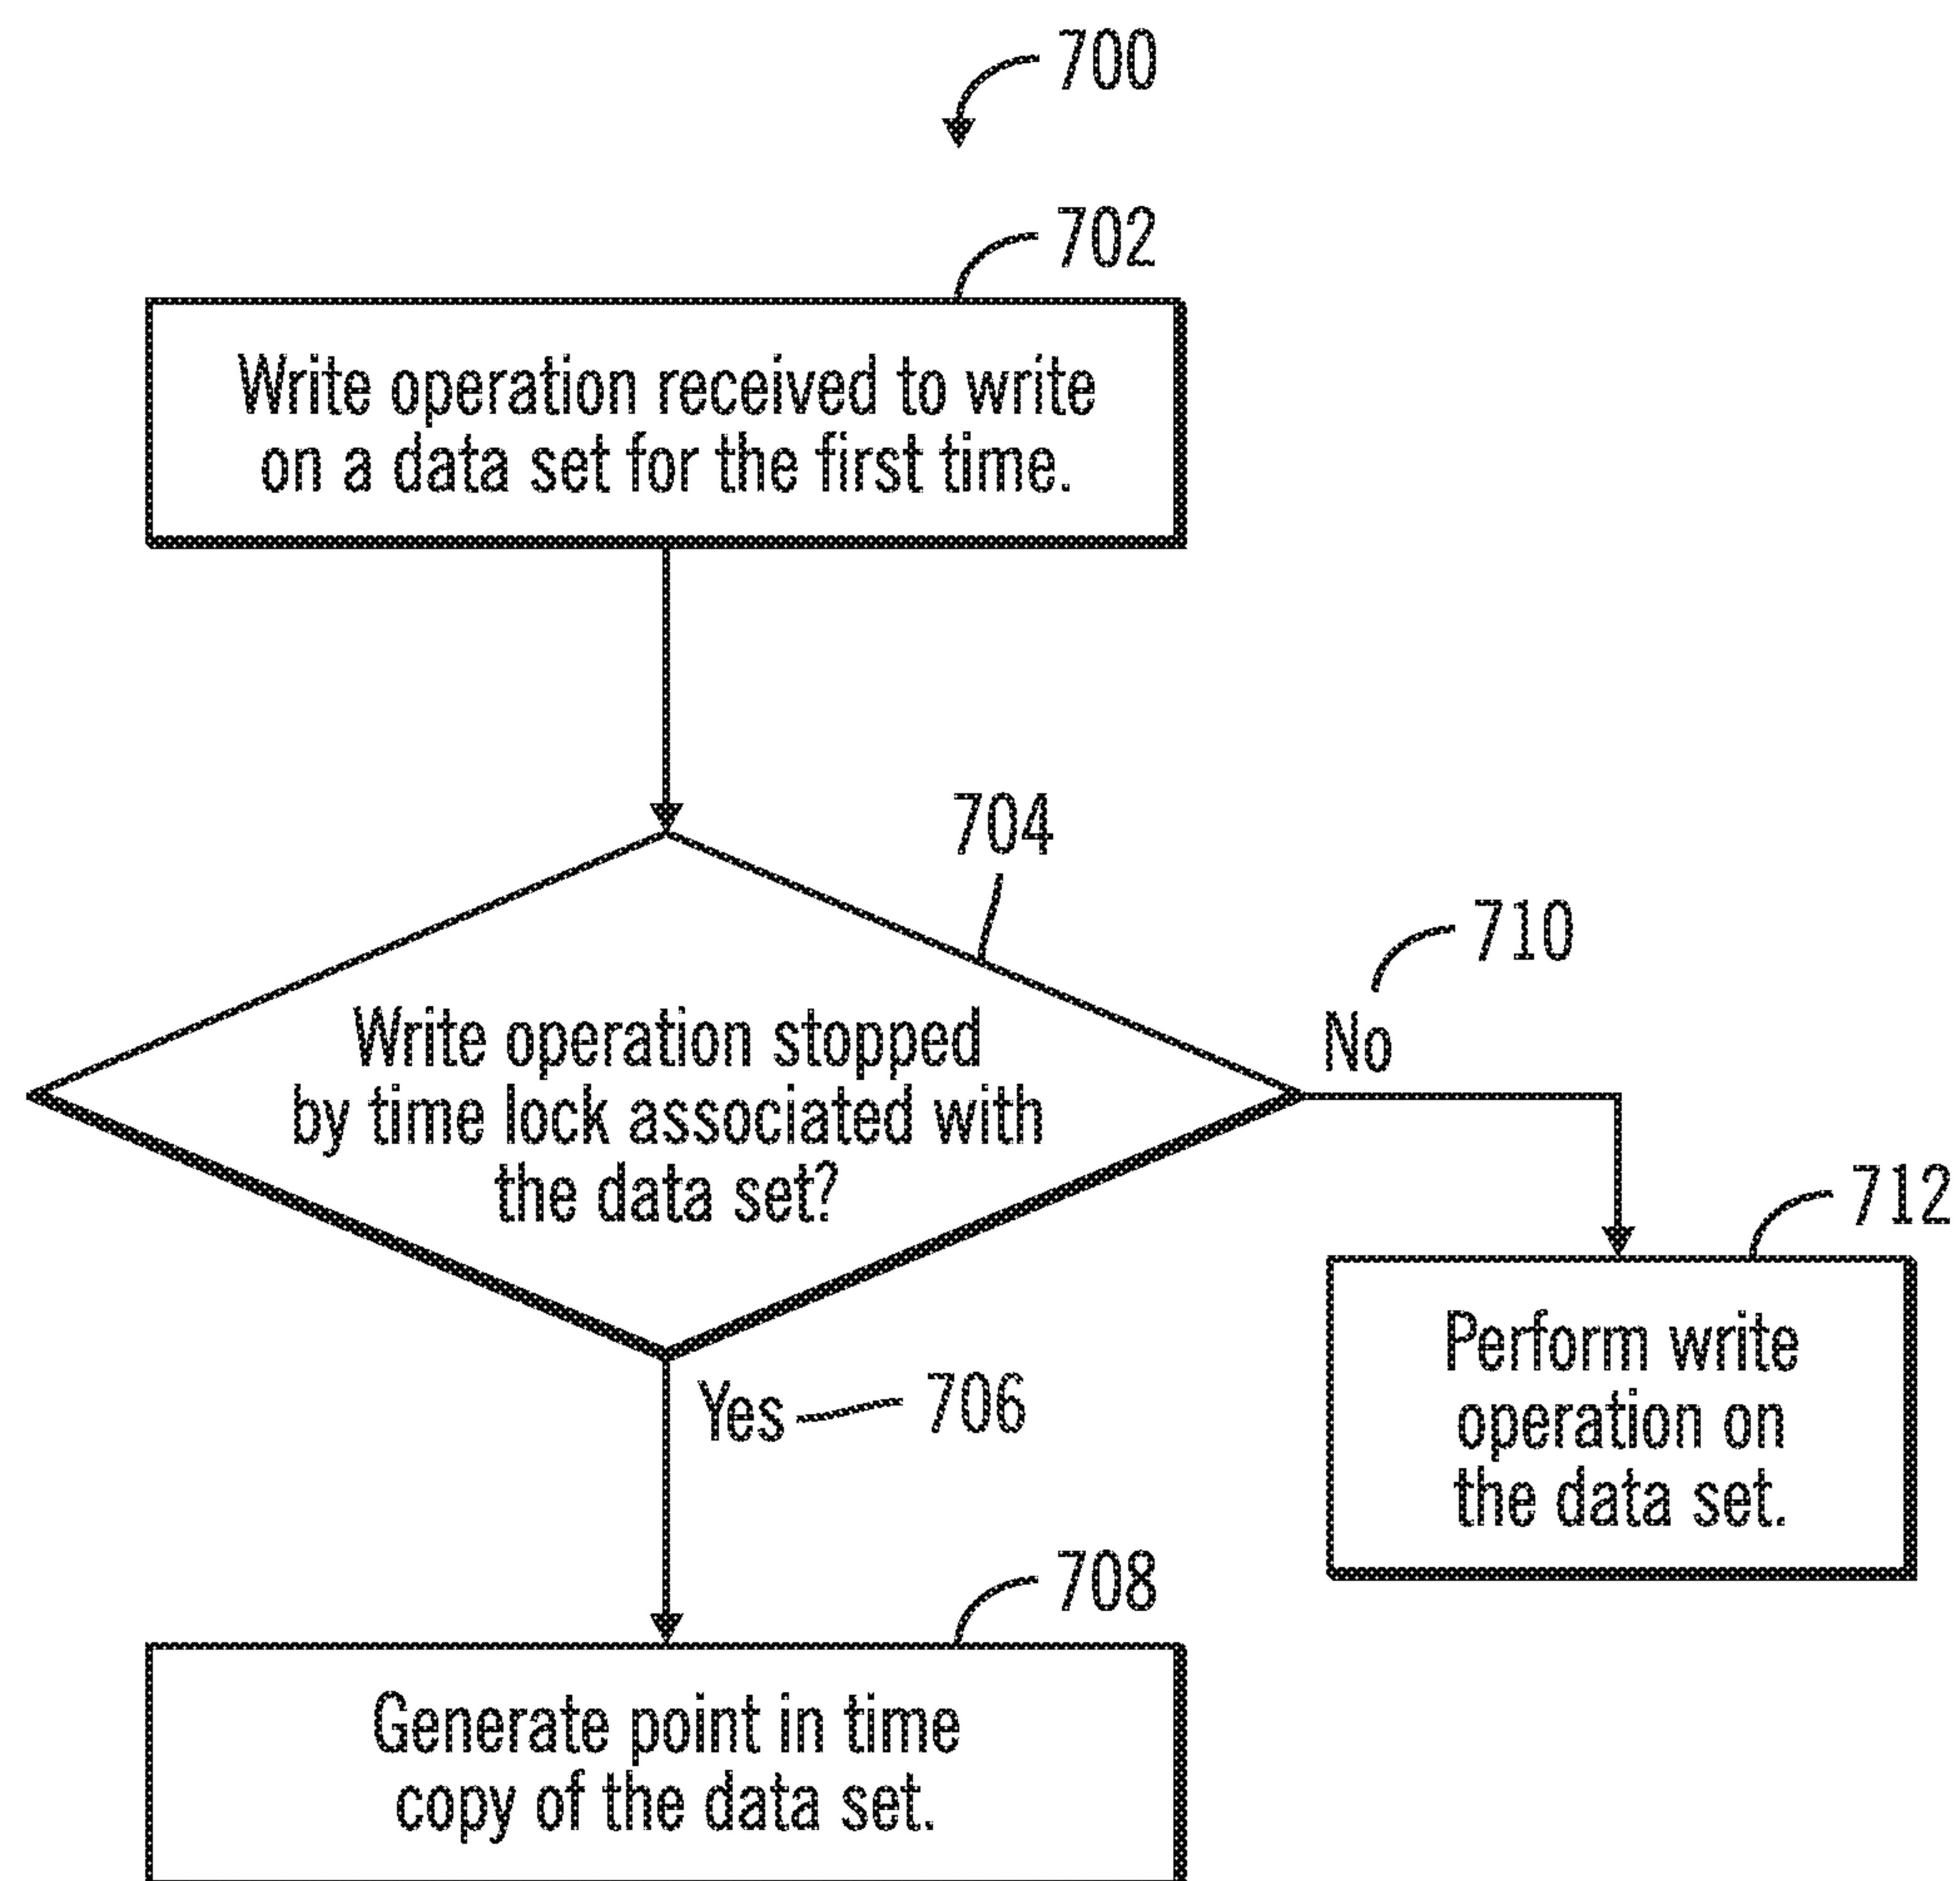 700
702
Write operation received to write
on a data set for the first time.
704
710
Write operation stopped
by time lock associated with
the data set?
No
712
Perform write
operation on
the data set.
Yes
706
708
Generate point in time
copy of the data set.